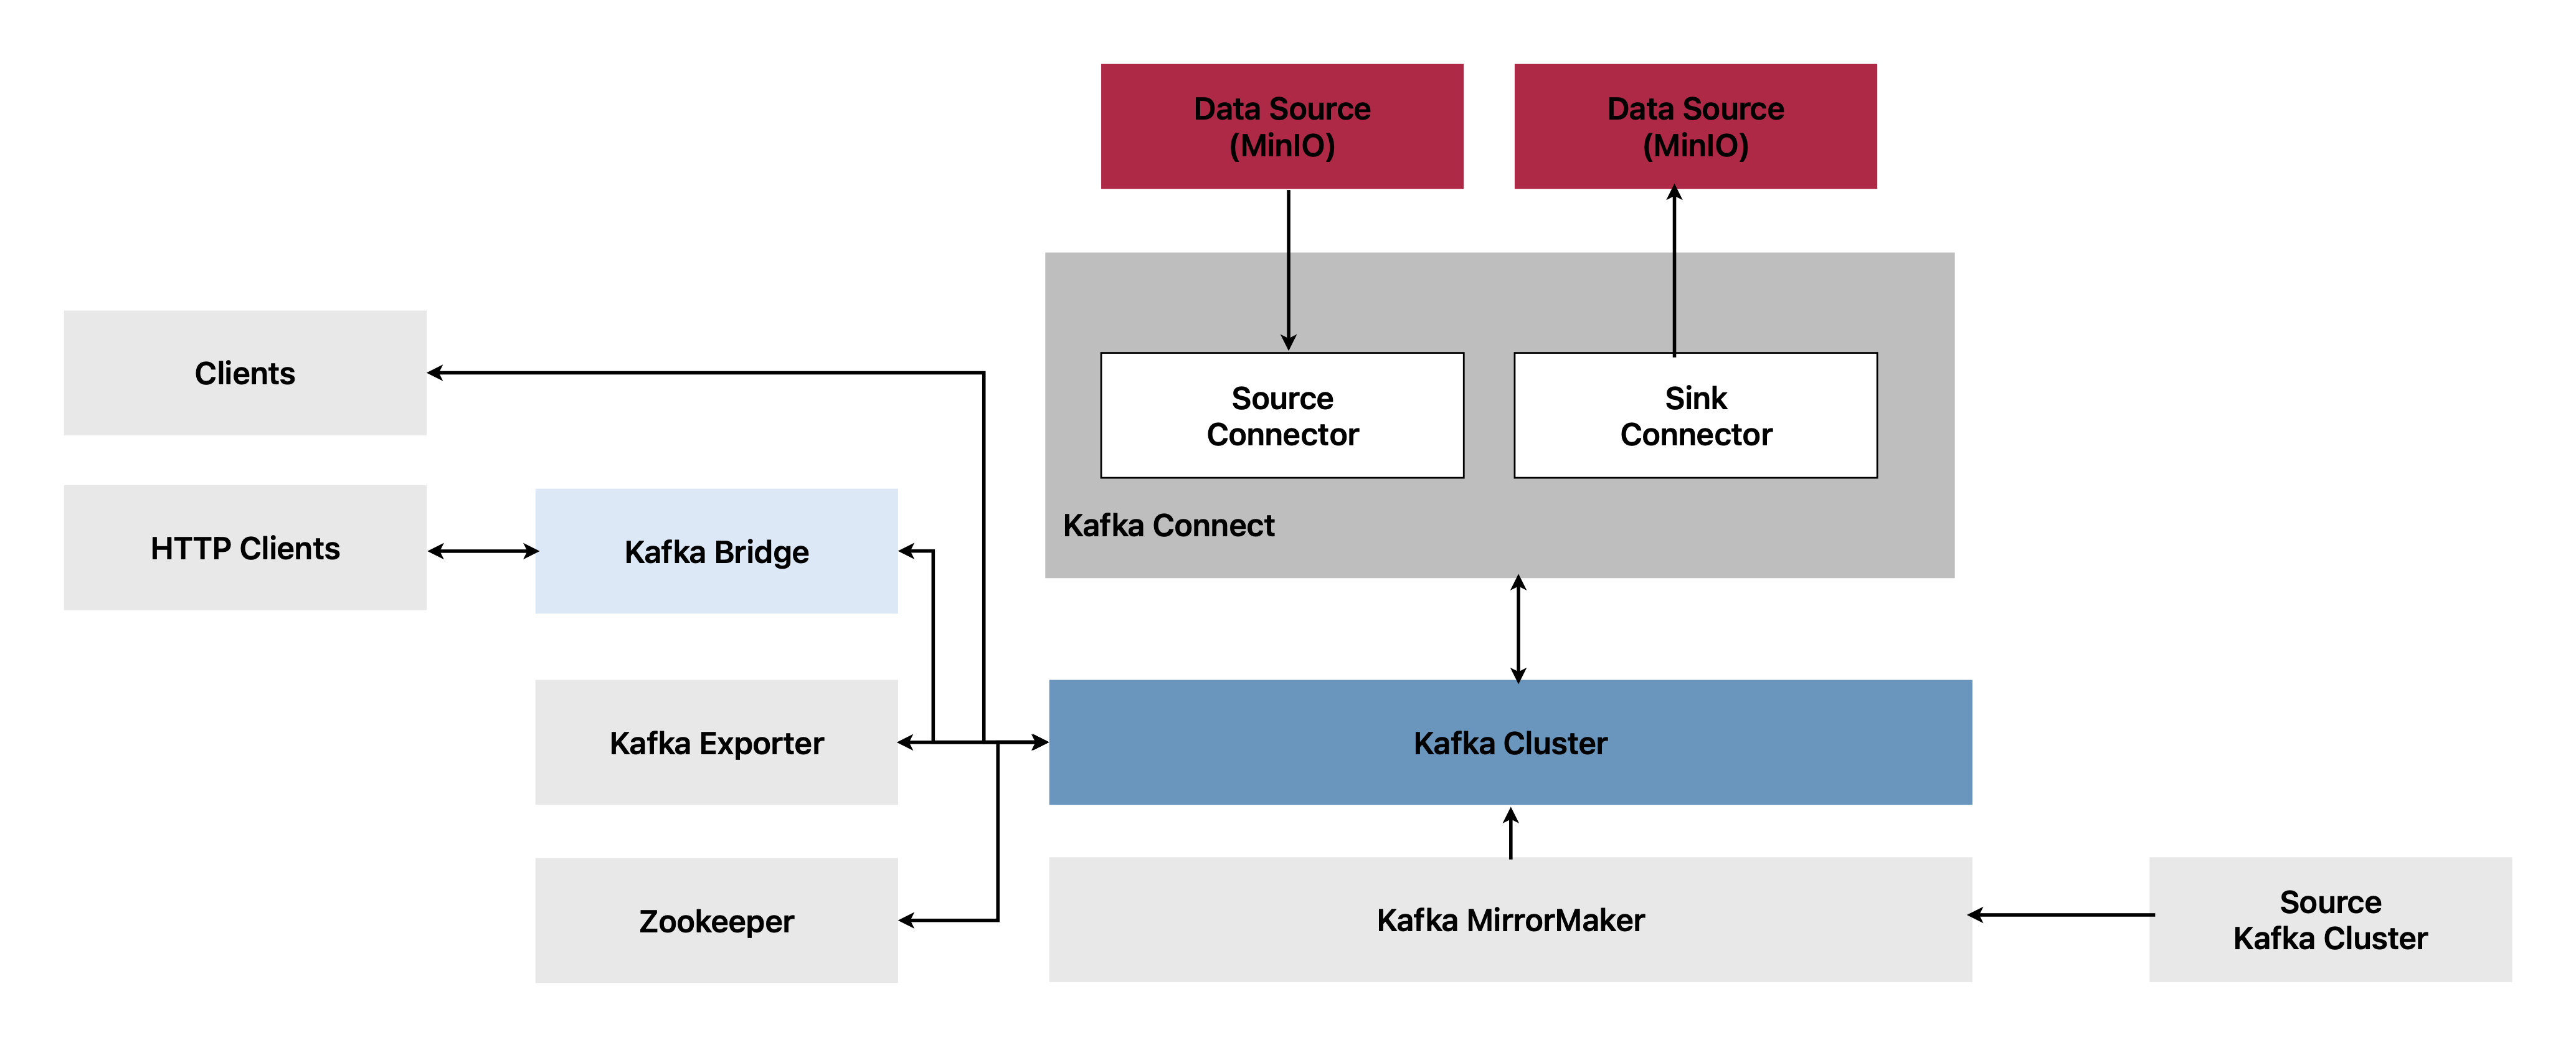 Data Source
(MinIO)
Data Source
(MinIO)
Clients
Source
Connector
Sink
Connector
Kafka Connect
HTTP Clients
Kafka Bridge
Kafka Exporter
Kafka Cluster
Zookeeper
Kafka MirrorMaker
Source
Kafka Cluster